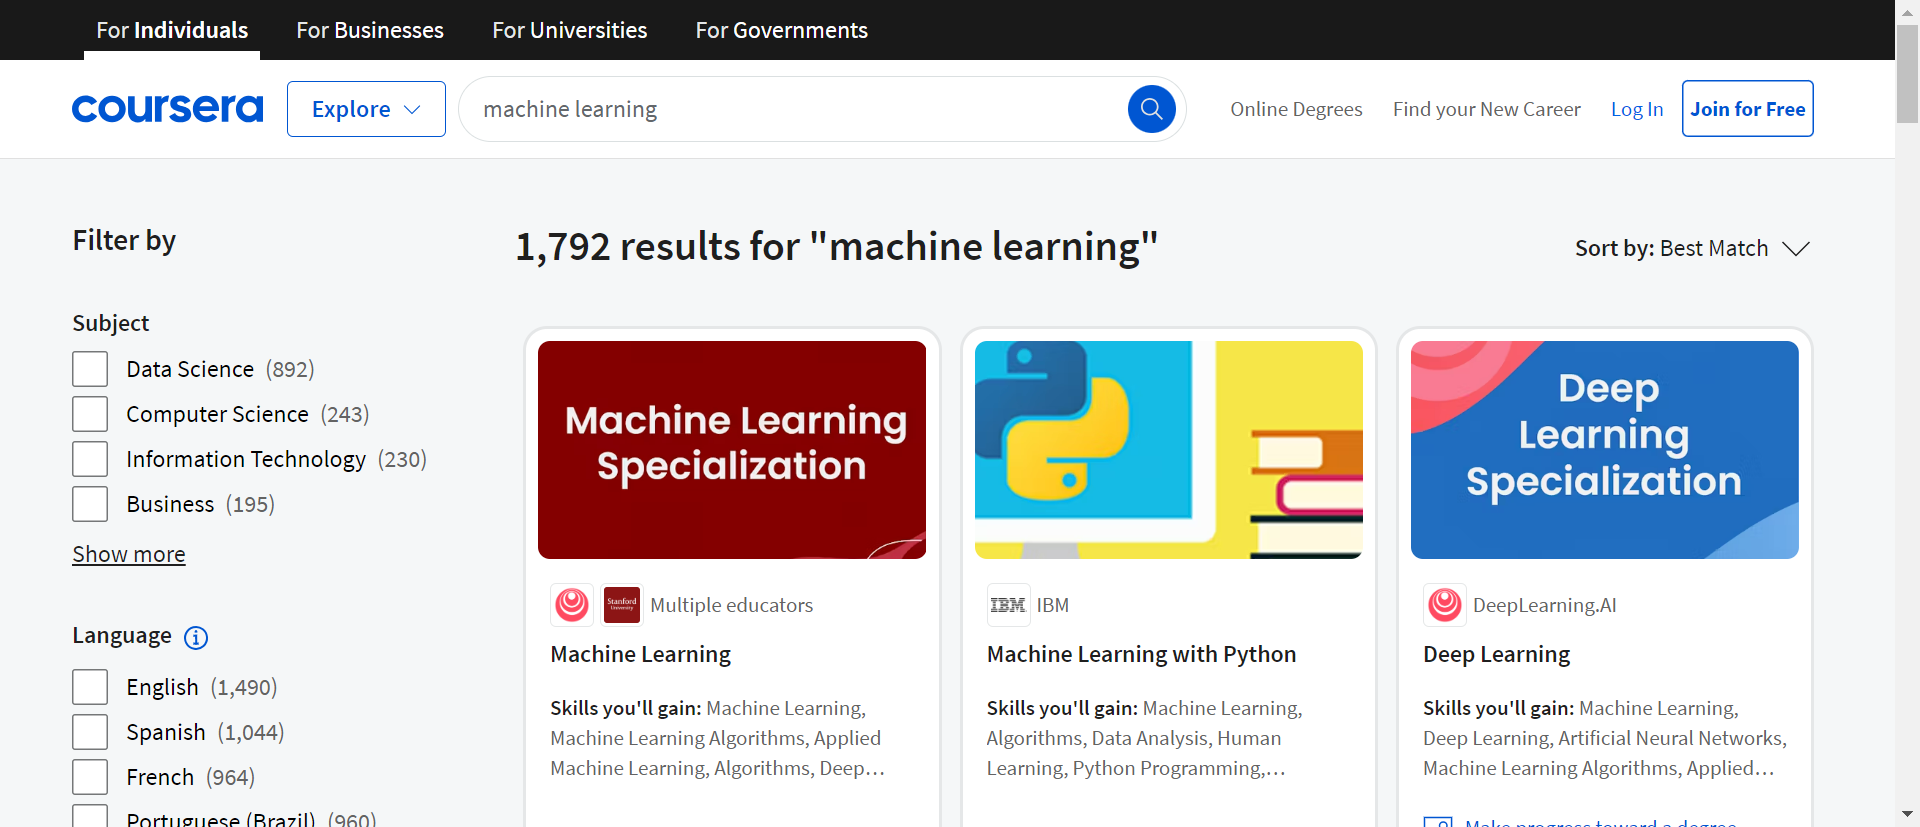 For Individuals
For Businesses
For Universities
For Governments
coursera
Explore
machine learning
Online Degrees
Find your New Career
Log In
Join for Free
Filter by
1,792 results for "machine learning"
Sort by: Best Match
Subject
Data Science (892)
Computer Science (243)
Information Technology (230)
Business (195)
Show more
Language
English (1,490)
Spanish (1,044)
French (964)
Portuguese (Brazil) (960)
Machine Learning
Specialization
Stanford
University
Multiple educators
Machine Learning
Skills you'll gain: Machine Learning,
Machine Learning Algorithms, Applied
Machine Learning, Algorithms, Deep…
IBM
IBM
Machine Learning with Python
Skills you'll gain: Machine Learning,
Algorithms, Data Analysis, Human
Learning, Python Programming,…
Deep
Learning
Specialization
DeepLearning.AI
Deep Learning
Skills you'll gain: Machine Learning,
Deep Learning, Artificial Neural Networks,
Machine Learning Algorithms, Applied…
Make progress toward a degree